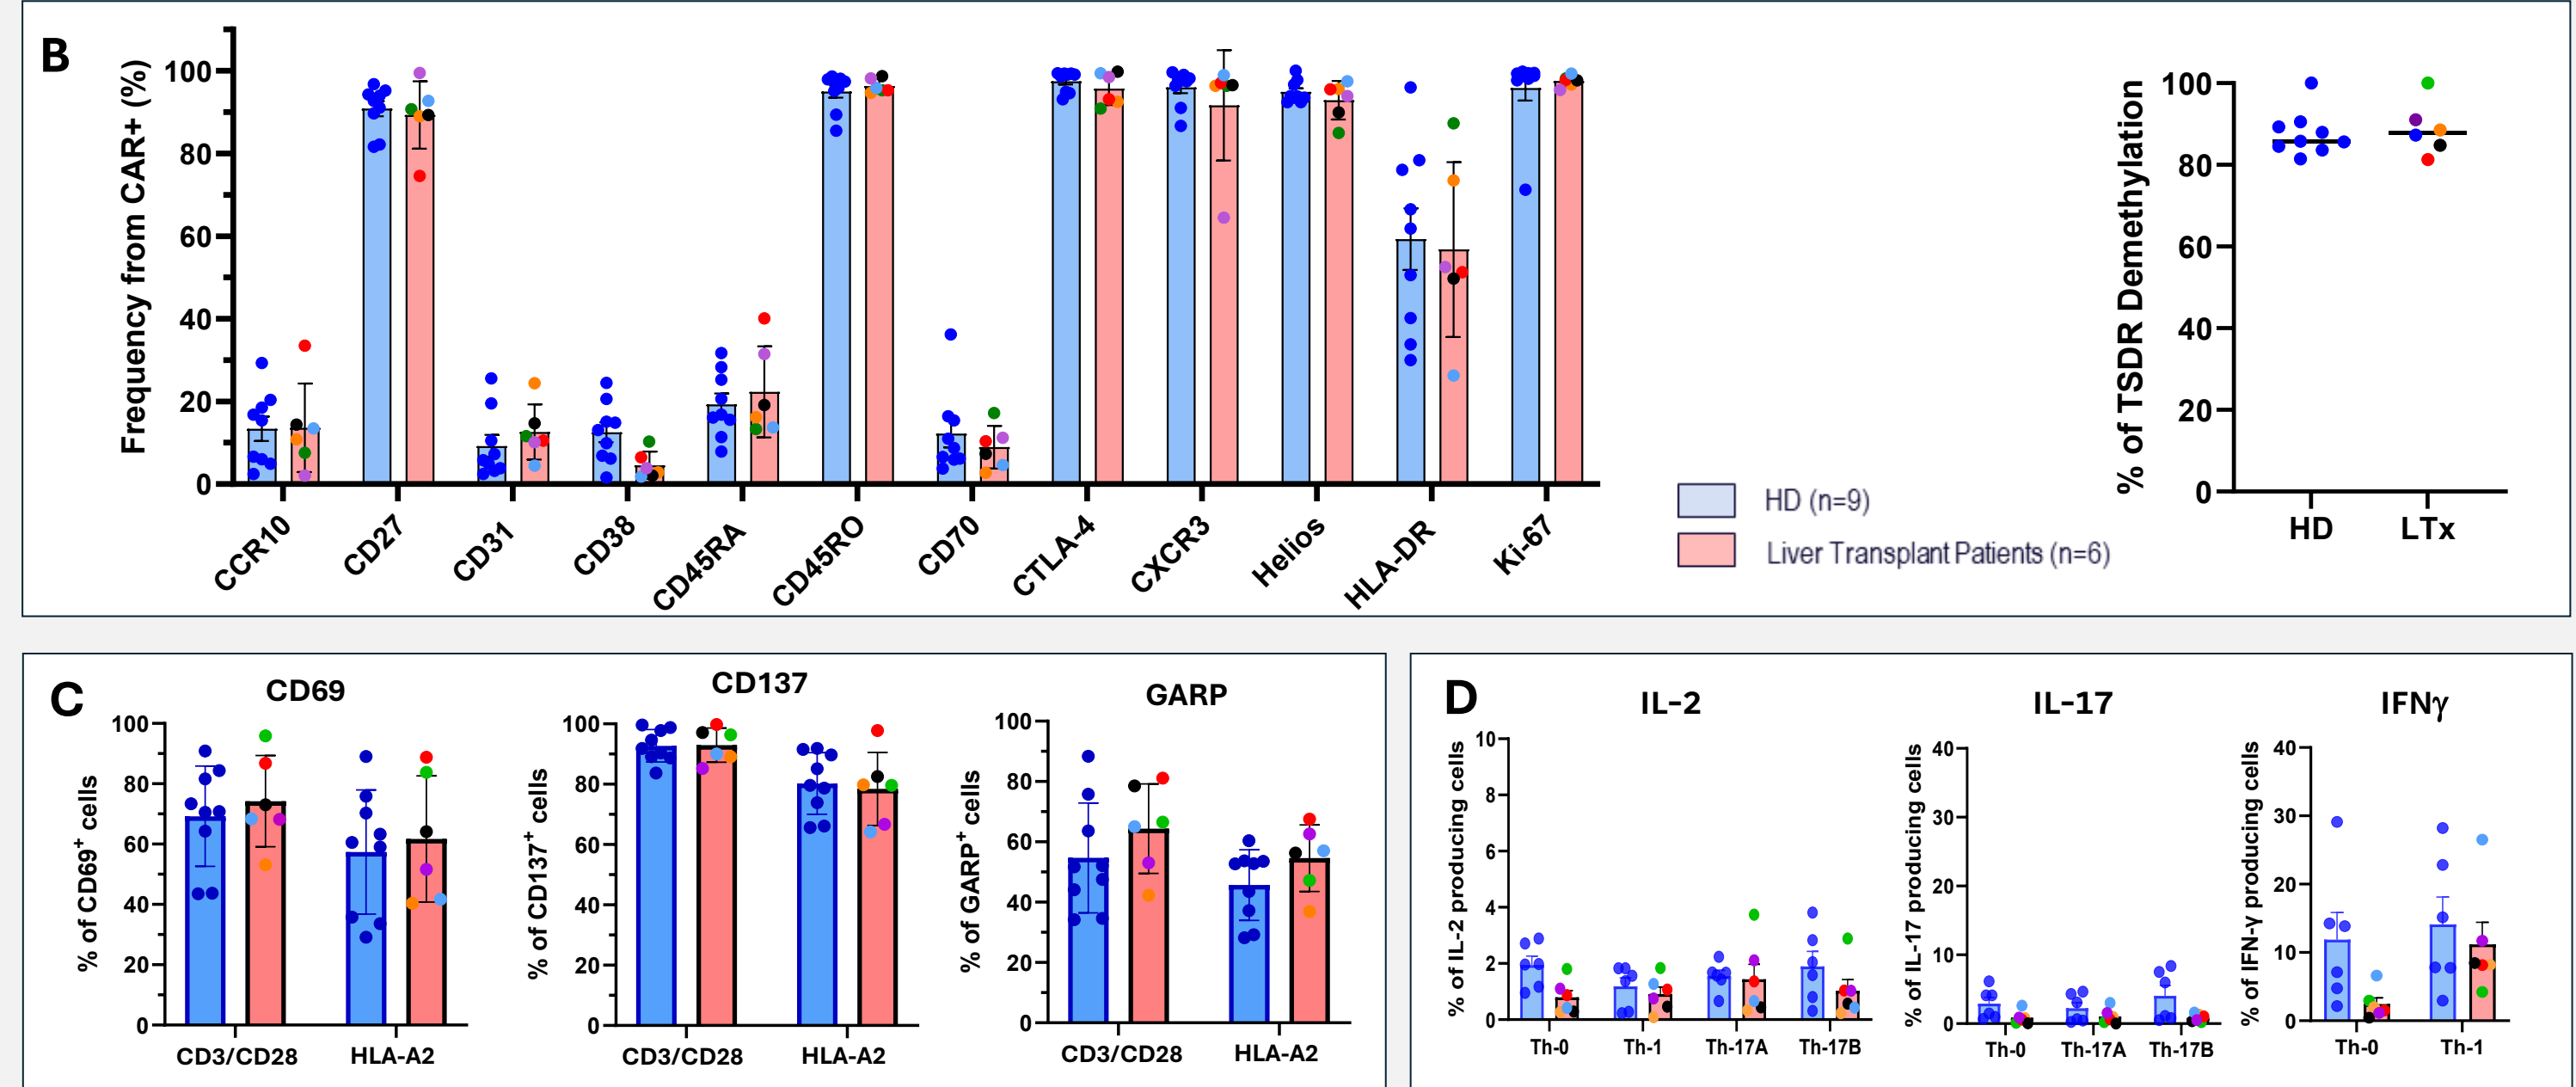 B
Frequency from CAR+ (%)
100
80
60
40
20
0
CCR10
CD27
CD31
CD38
CD45RA
CD45RO
CD70
CTLA-4
CXCR3
Helios
HLA-DR
Ki-67
HD (n=9)
Liver Transplant Patients (n=6)
% of TSDR Demethylation
100
80
60
40
20
0
HD
LTx
C
CD69
% of CD69+ cells
100
80
60
40
20
0
CD3/CD28
HLA-A2
CD137
% of CD137+ cells
100
80
60
40
20
0
CD3/CD28
HLA-A2
GARP
% of GARP+ cells
100
80
60
40
20
0
CD3/CD28
HLA-A2
D
IL-2
% of IL-2 producing cells
10
8
6
4
2
0
Th-0
Th-1
Th-17A
Th-17B
IL-17
% of IL-17 producing cells
40
30
20
10
0
Th-0
Th-17A
Th-17B
IFNγ
% of IFN-γ producing cells
40
30
20
10
0
Th-0
Th-1